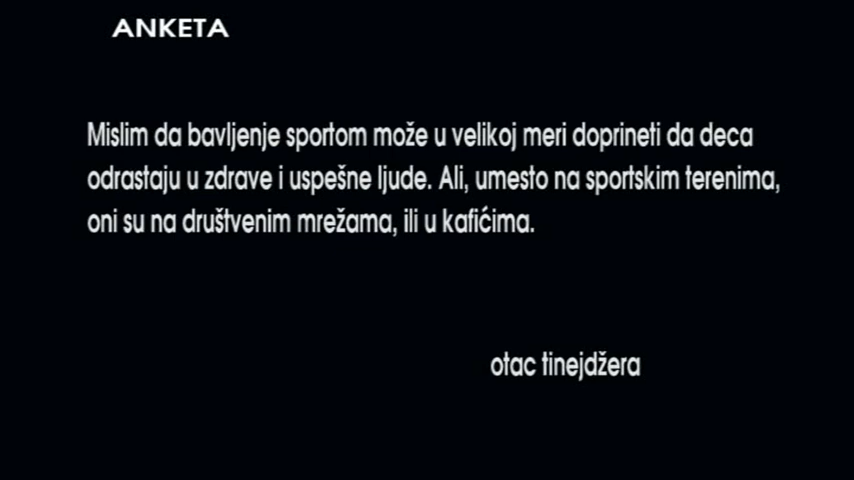 ANKETA
Mislim da bavljenje sportom može u velikoj meri doprineti da deca
odrastaju u zdrave i uspešne ljude. Ali, umesto na sportskim terenima,
oni su na društvenim mrežama, ili u kafićima.
otac tinejdžera